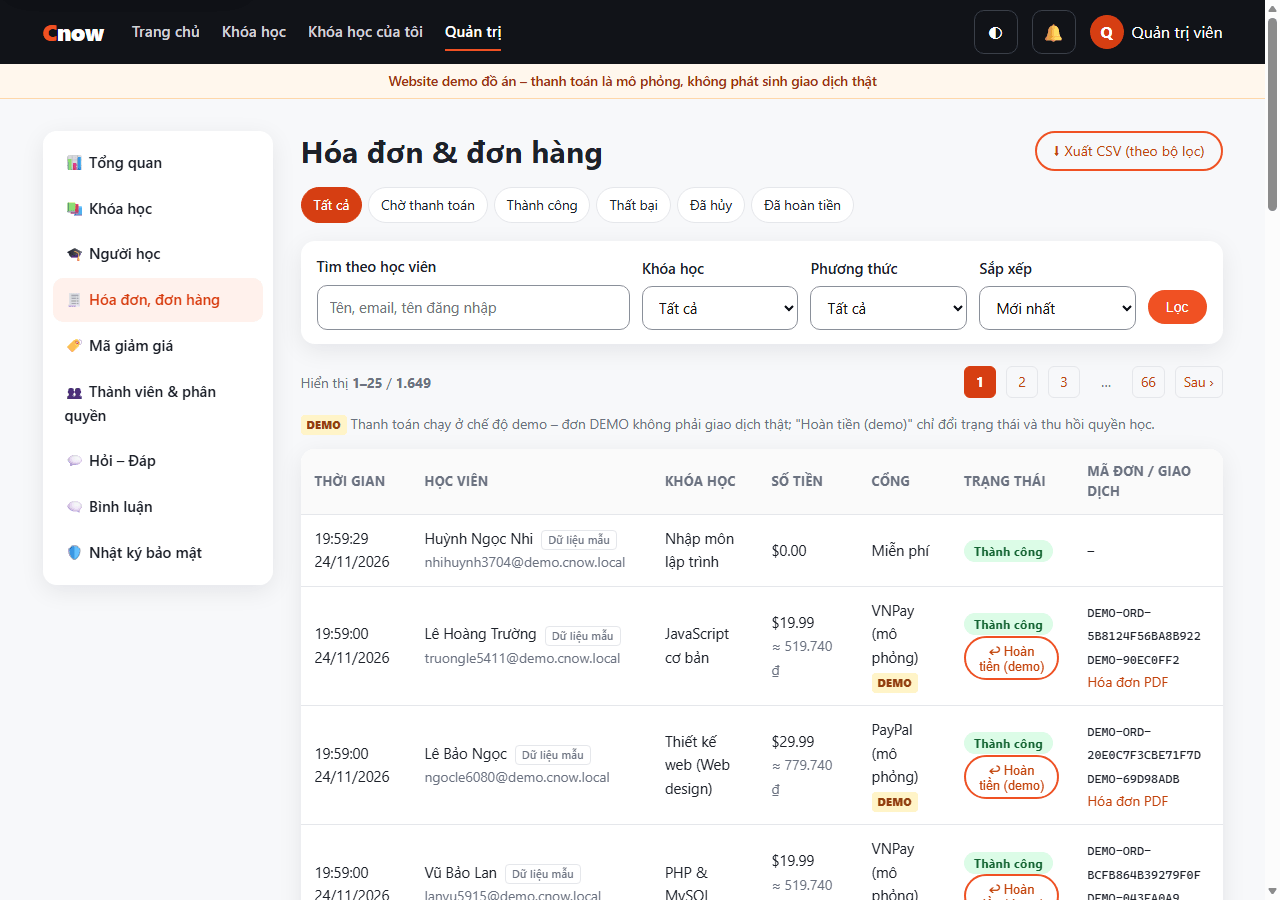 Cnow Trang chủ Khóa học Khóa học của tôi Quản trị Q Quản trị viên
Website demo đồ án – thanh toán là mô phỏng, không phát sinh giao dịch thật
Tổng quan
Khóa học
Người học
Hóa đơn, đơn hàng
Mã giảm giá
Thành viên & phân
quyền
Hỏi – Đáp
Bình luận
Nhật ký bảo mật
Hóa đơn & đơn hàng
⬇ Xuất CSV (theo bộ lọc)
Tất cả Chờ thanh toán Thành công Thất bại Đã hủy Đã hoàn tiền
Tìm theo học viên Khóa học Phương thức Sắp xếp
Tên, email, tên đăng nhập Tất cả Tất cả Mới nhất Lọc
Hiển thị 1–25 / 1.649
1 2 3 … 66 Sau ›
DEMO Thanh toán chạy ở chế độ demo – đơn DEMO không phải giao dịch thật; "Hoàn tiền (demo)" chỉ đổi trạng thái và thu hồi quyền học.
THỜI GIAN HỌC VIÊN KHÓA HỌC SỐ TIỀN CỔNG TRẠNG THÁI MÃ ĐƠN / GIAO
DỊCH
19:59:29
24/11/2026
Huỳnh Ngọc Nhi Dữ liệu mẫu
nhihuynh3704@demo.cnow.local
Nhập môn
lập trình
$0.00
Miễn phí
Thành công
–
19:59:00
24/11/2026
Lê Hoàng Trường Dữ liệu mẫu
truongle5411@demo.cnow.local
JavaScript
cơ bản
$19.99
≈ 519.740
₫
VNPay
(mô
phỏng)
DEMO
Thành công
↩ Hoàn
tiền (demo)
DEMO-ORD-
5B8124F56BA8B922
DEMO-90EC0FF2
Hóa đơn PDF
19:59:00
24/11/2026
Lê Bảo Ngọc Dữ liệu mẫu
ngocle6080@demo.cnow.local
Thiết kế
web (Web
design)
$29.99
≈ 779.740
₫
PayPal
(mô
phỏng)
DEMO
Thành công
↩ Hoàn
tiền (demo)
DEMO-ORD-
20E0C7F3CBE71F7D
DEMO-69D98ADB
Hóa đơn PDF
19:59:00
24/11/2026
Vũ Bảo Lan Dữ liệu mẫu
lanvu5915@demo.cnow.local
PHP &
MySQL
$19.99
≈ 519.740
VNPay
(mô
phỏng)
Thành công
↩ Hoàn
tiền (demo)
DEMO-ORD-
BCFB864B39279F0F
DEMO-043EA0A9